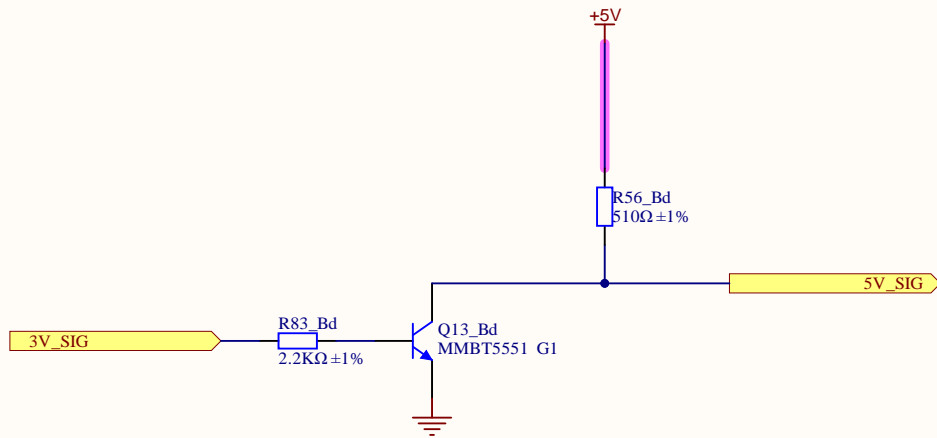 +5V
R56_Bd
510Ω ±1%
5V_SIG
R83_Bd
3V_SIG
2.2KΩ ±1%
Q13_Bd
MMBT5551 G1